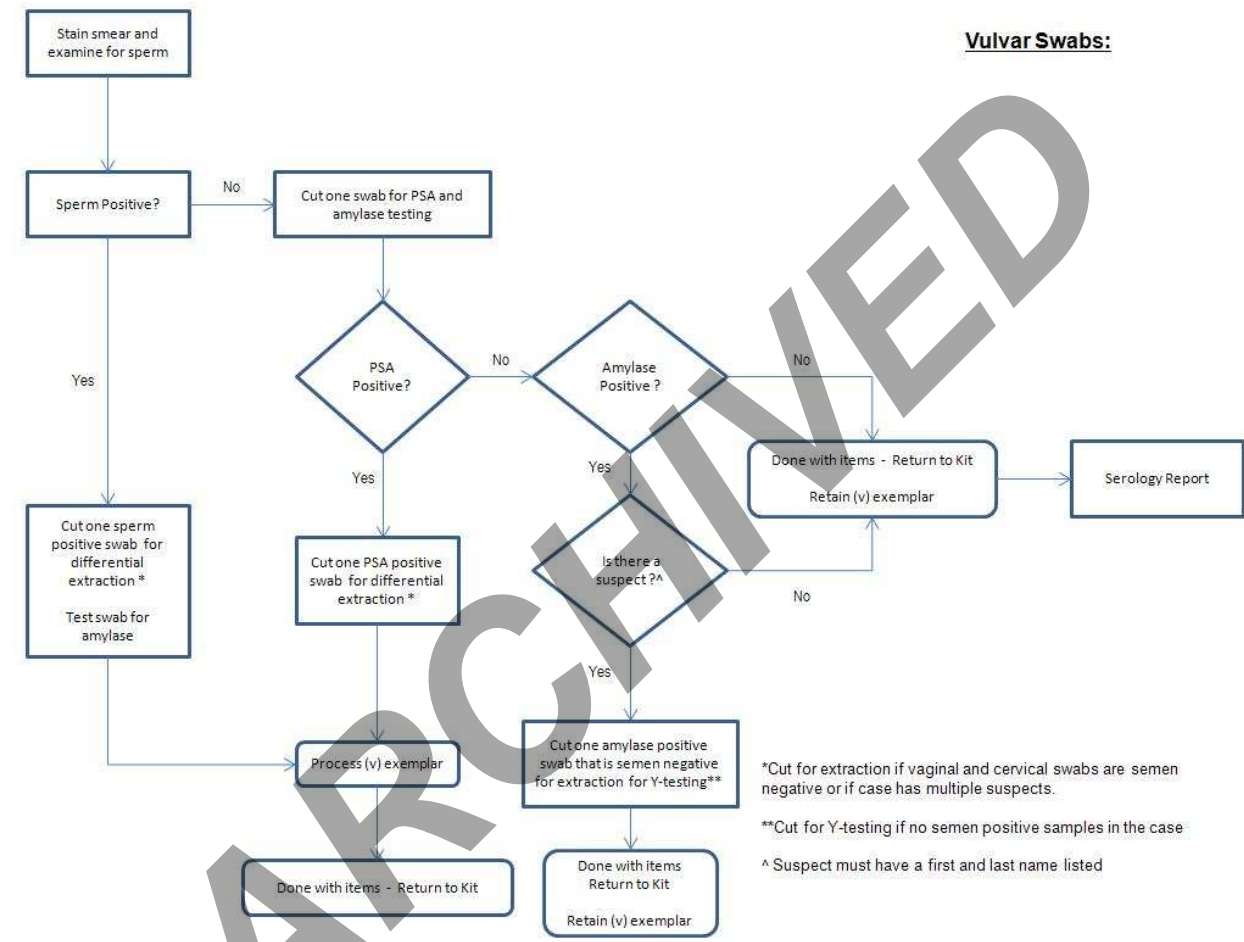 Vulvar Swabs:
Stain smear and
examine for sperm
Sperm Positive?
No
Cut one swab for PSA and
amylase testing
Yes
PSA
Positive?
No
Amylase
Positive ?
No
Yes
Yes
Done with items - Return to Kit
Retain (v) exemplar
Serology Report
Cut one sperm
positive swab for
differential
extraction *
Test swab for
amylase
Cut one PSA positive
swab for differential
extraction *
Is there a
suspect ?^
No
Yes
Process (v) exemplar
Cut one amylase positive
swab that is semen negative
for extraction for Y-testing**
Done with items - Return to Kit
Done with items
Return to Kit
Retain (v) exemplar
*Cut for extraction if vaginal and cervical swabs are semen
negative or if case has multiple suspects.
**Cut for Y-testing if no semen positive samples in the case
^ Suspect must have a first and last name listed
ARCHIVED